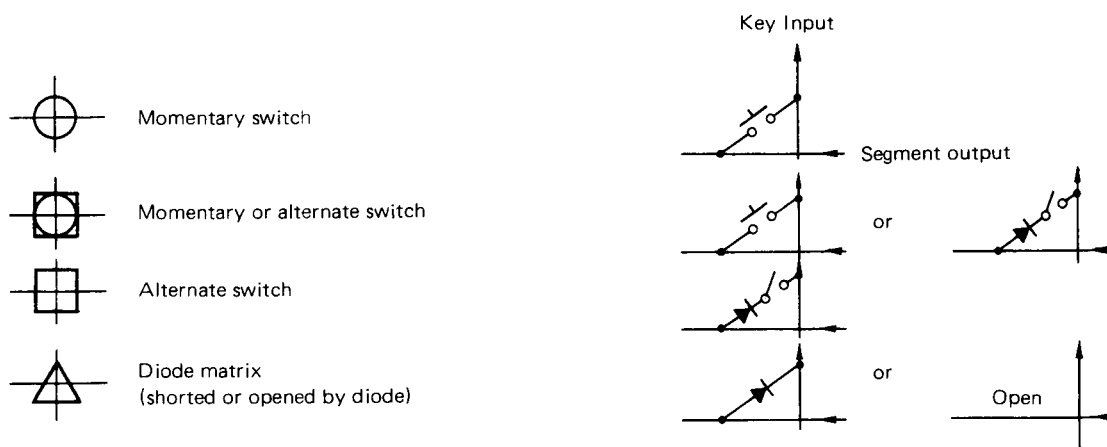 Key Input
Momentary switch
Segment output
Momentary or alternate switch
or
Alternate switch
Diode matrix
(shorted or opened by diode)
or
Open